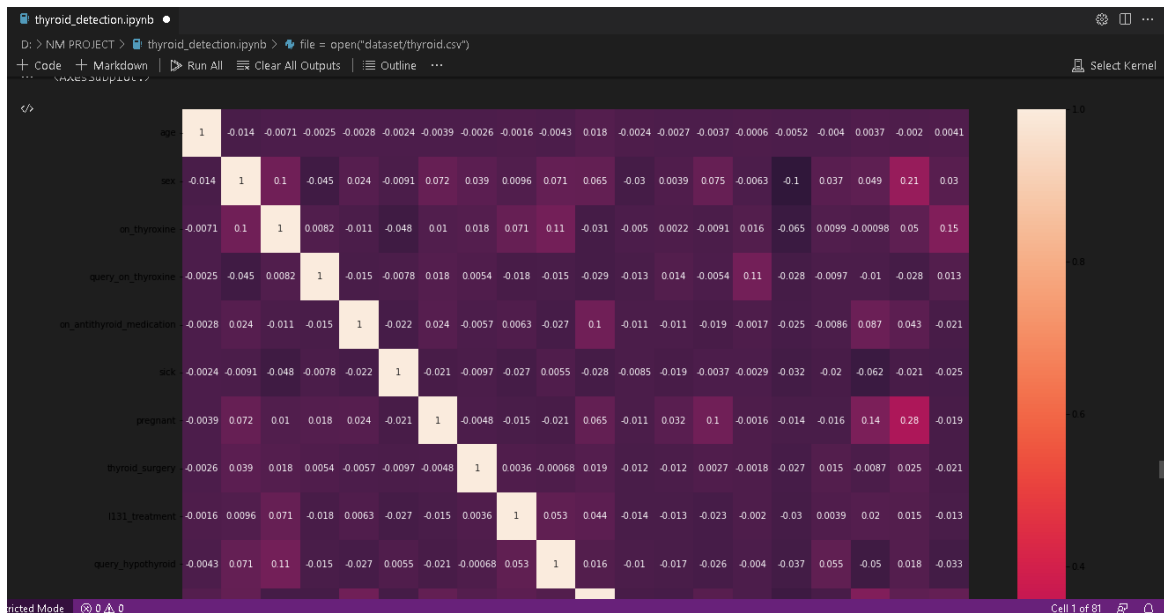 thyroid_detection.ipynb
D: > NM PROJECT > thyroid_detection.ipynb > file = open("dataset/thyroid.csv")
+ Code + Markdown | Run All Clear All Outputs | Outline ··· Select Kernel
··· <AxesSubplot:>
age 1 -0.014 -0.0071 -0.0025 -0.0028 -0.0024 -0.0039 -0.0026 -0.0016 -0.0043 0.018 -0.0024 -0.0027 -0.0037 -0.0006 -0.0052 -0.004 0.0037 -0.002 0.0041 1.0
sex -0.014 1 0.1 -0.045 0.024 -0.0091 0.072 0.039 0.0096 0.071 0.065 -0.03 0.0039 0.075 -0.0063 -0.1 0.037 0.049 0.21 0.03
on_thyroxine -0.0071 0.1 1 0.0082 -0.011 -0.048 0.01 0.018 0.071 0.11 -0.031 -0.005 0.0022 -0.0091 0.016 -0.065 0.0099 -0.00098 0.05 0.15
0.8
query_on_thyroxine -0.0025 -0.045 0.0082 1 -0.015 -0.0078 0.018 0.0054 -0.018 -0.015 -0.029 -0.013 0.014 -0.0054 0.11 -0.028 -0.0097 -0.01 -0.028 0.013
on_antithyroid_medication -0.0028 0.024 -0.011 -0.015 1 -0.022 0.024 -0.0057 0.0063 -0.027 0.1 -0.011 -0.011 -0.019 -0.0017 -0.025 -0.0086 0.087 0.043 -0.021
sick -0.0024 -0.0091 -0.048 -0.0078 -0.022 1 -0.021 -0.0097 -0.027 0.0055 -0.028 -0.0085 -0.019 -0.0037 -0.0029 -0.032 -0.02 -0.062 -0.021 -0.025
pregnant -0.0039 0.072 0.01 0.018 0.024 -0.021 1 -0.0048 -0.015 -0.021 0.065 -0.011 0.032 0.1 -0.0016 -0.014 -0.016 0.14 0.28 -0.019 0.6
thyroid_surgery -0.0026 0.039 0.018 0.0054 -0.0057 -0.0097 -0.0048 1 0.0036 -0.00068 0.019 -0.012 -0.012 0.0027 -0.0018 -0.027 0.015 -0.0087 0.025 -0.021
I131_treatment -0.0016 0.0096 0.071 -0.018 0.0063 -0.027 -0.015 0.0036 1 0.053 0.044 -0.014 -0.013 -0.023 -0.002 -0.03 0.0039 0.02 0.015 -0.013
query_hypothyroid -0.0043 0.071 0.11 -0.015 -0.027 0.0055 -0.021 -0.00068 0.053 1 0.016 -0.01 -0.017 -0.026 -0.004 -0.037 0.055 -0.05 0.018 -0.033 0.4
ricted Mode 0 0 Cell 1 of 81